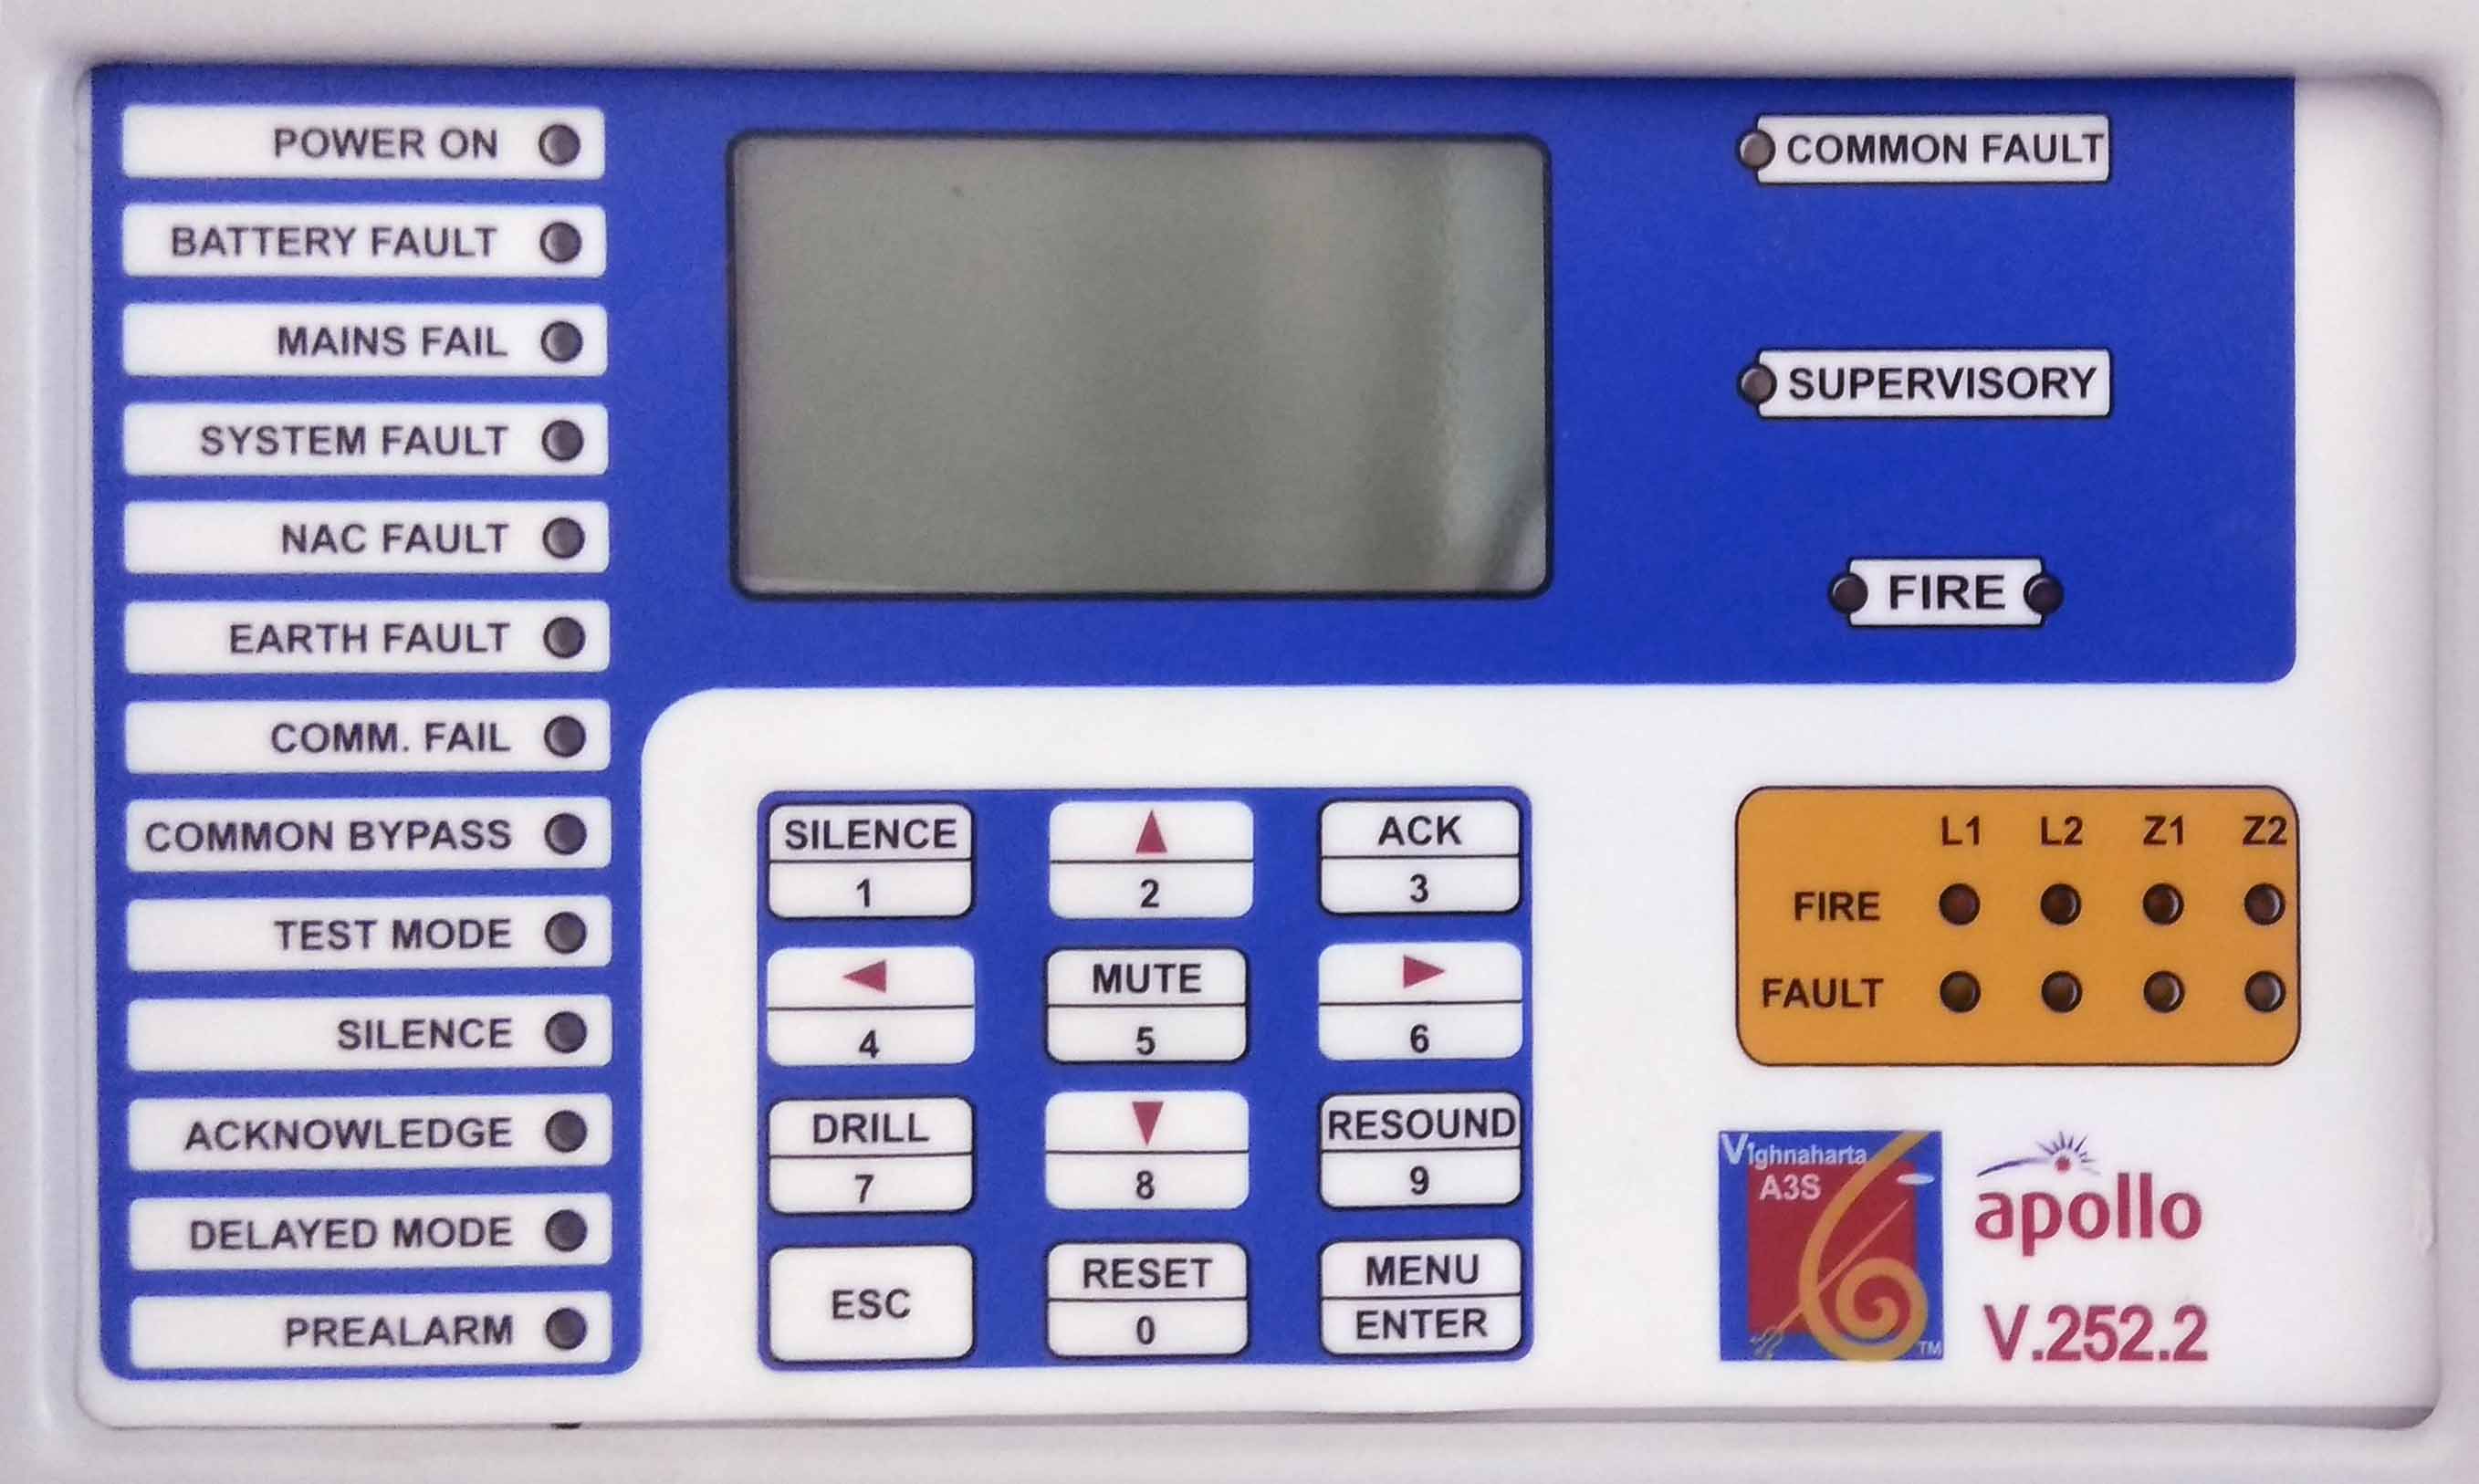 POWER ON
BATTERY FAULT
MAINS FAIL
SYSTEM FAULT
NAC FAULT
EARTH FAULT
COMM. FAIL
COMMON BYPASS
TEST MODE
SILENCE
ACKNOWLEDGE
DELAYED MODE
PREALARM
COMMON FAULT
SUPERVISORY
FIRE
SILENCE
1
2
ACK
3
4
MUTE
5
6
DRILL
7
8
RESOUND
9
ESC
RESET
0
MENU
ENTER
L1 L2 Z1 Z2
FIRE
FAULT
Vighnaharta
A3S
TM
apollo
V.252.2